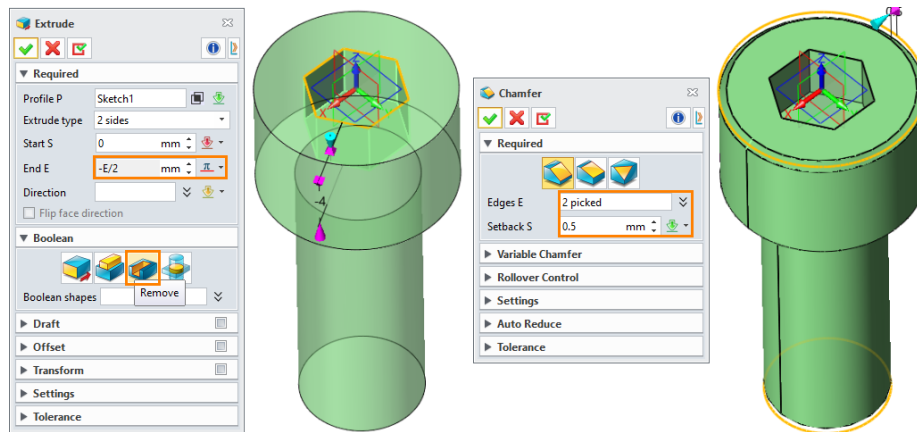 Extrude
Required
Profile P Sketch1
Extrude type 2 sides
Start S 0 mm
End E -E/2 mm
Direction
Flip face direction
Boolean
Remove
Boolean shapes
Draft
Offset
Transform
Settings
Tolerance
-4
Chamfer
Required
Edges E 2 picked
Setback S 0.5 mm
Variable Chamfer
Rollover Control
Settings
Auto Reduce
Tolerance